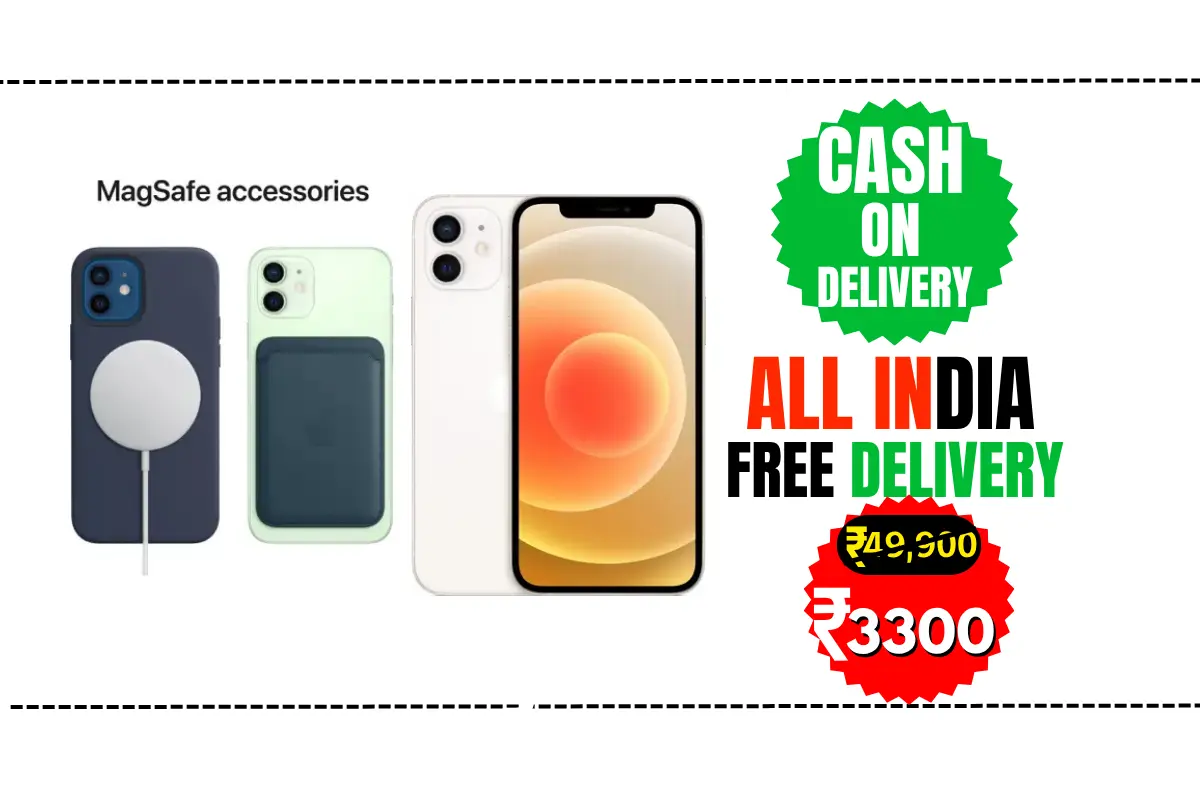 MagSafe accessories
CASH
ON
DELIVERY
ALL INDIA
FREE DELIVERY
₹49,900
₹3300